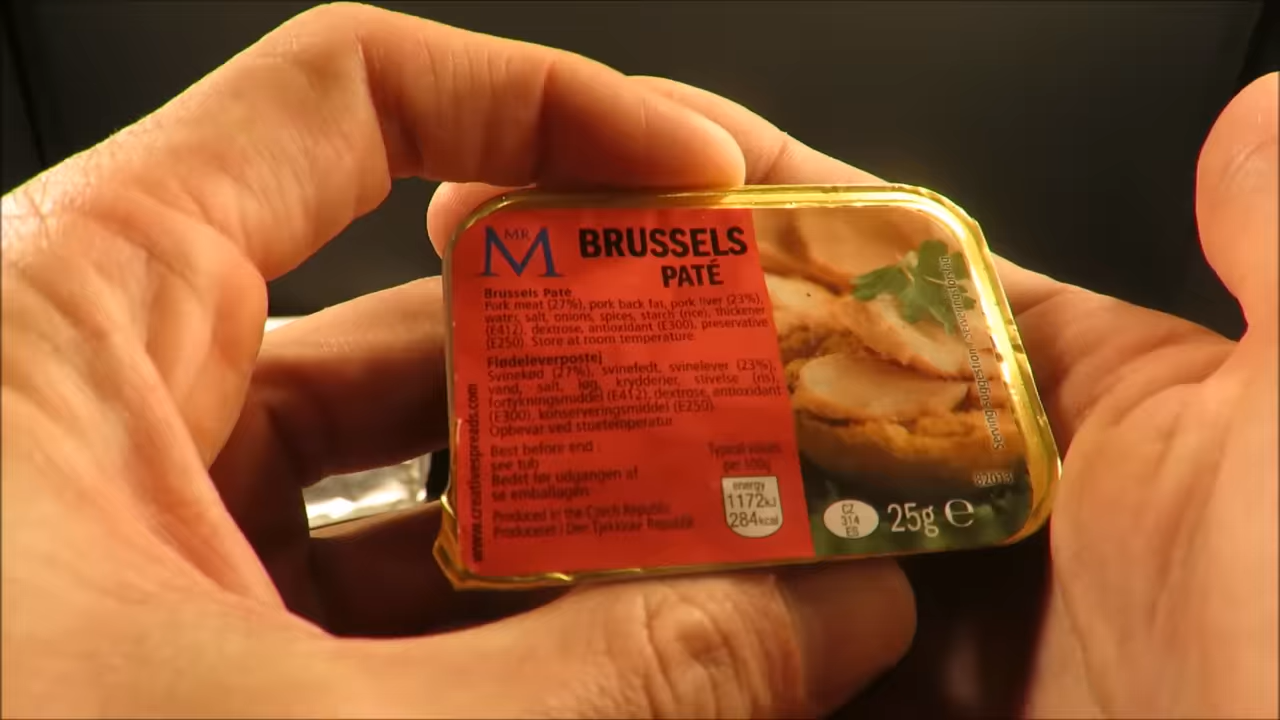 MR
M
BRUSSELS
PATÉ
Brussels Pate
Pork meat (27%), pork back fat, pork liver (23%),
water, salt, onions, spices, starch (rice), thickener
(E412), dextrose, antioxidant (E300), preservative
(E250). Store at room temperature.
Flødeleverpostej
Svinekød (27%), svinefedt, svinelever (23%),
vand, salt, løg, krydderier, stivelse (ris),
fortykningsmiddel (E412), dextrose, antioxidant
(E300), konserveringsmiddel (E250).
Opbevar ved stuetemperatur
Best before end :
see tub
Bedst før udgangen af
se emballagen
Produced in the Czech Republic
Produceret i Den Tjekkiske Republik
www.creativespreads.com
Typical values
per 100g
energy
1172kJ
284kcal
CZ
314
ES
25g e
82013
Serving suggestion /